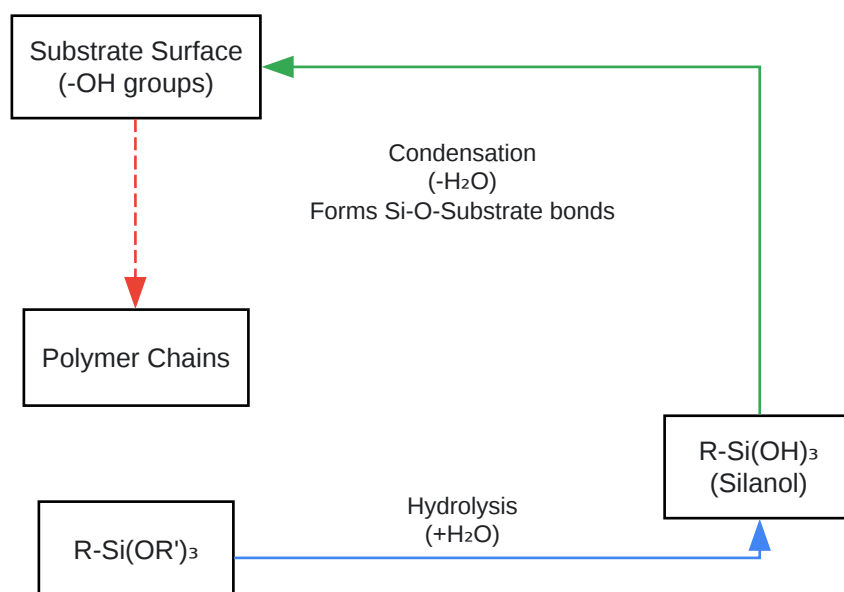 Substrate Surface
(-OH groups)
Condensation
(-H₂O)
Forms Si-O-Substrate bonds
Polymer Chains
R-Si(OH)₃
(Silanol)
Hydrolysis
(+H₂O)
R-Si(OR')₃